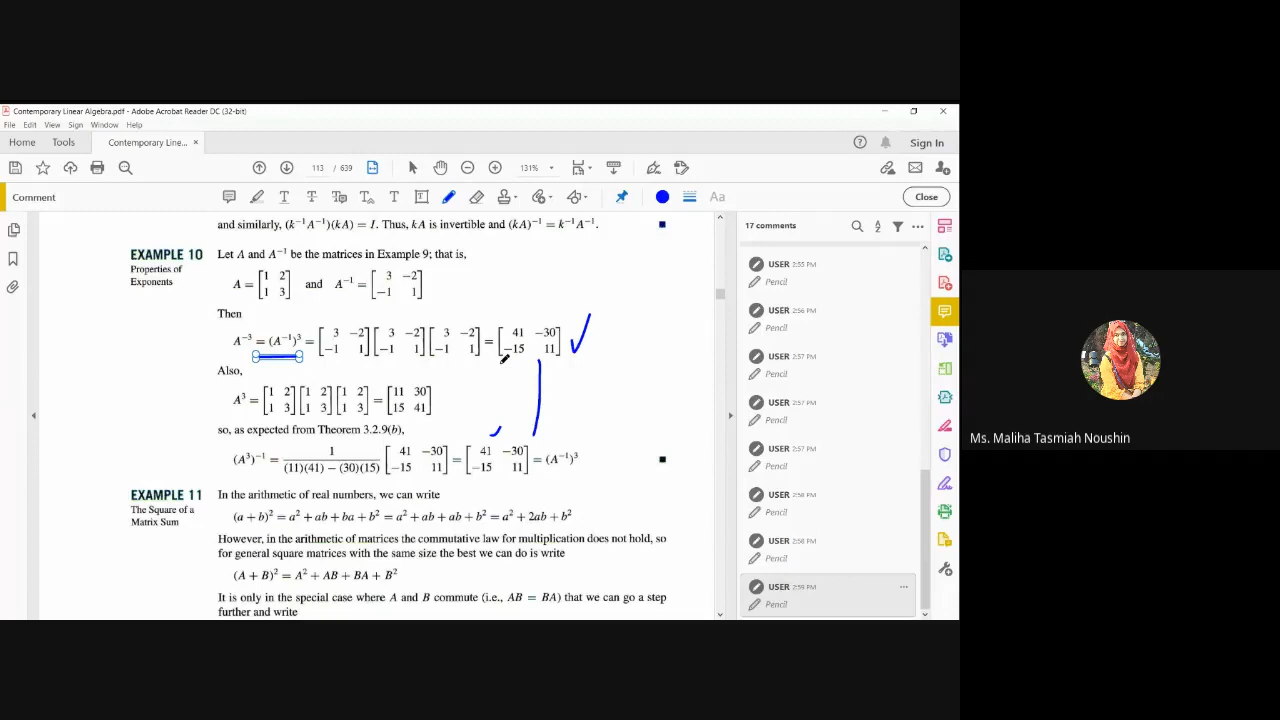 Contemporary Linear Algebra.pdf - Adobe Acrobat Reader DC (32-bit)
File Edit View Sign Window Help
Home Tools Contemporary Line... × Sign In
113 / 639 131%
Comment Aa Close
and similarly, (k⁻¹A⁻¹)(kA) = I. Thus, kA is invertible and (kA)⁻¹ = k⁻¹A⁻¹.
EXAMPLE 10
Properties of
Exponents
Let A and A⁻¹ be the matrices in Example 9; that is,
A = [1 2; 1 3] and A⁻¹ = [3 −2; −1 1]
Then
A⁻³ = (A⁻¹)³ = [3 −2; −1 1][3 −2; −1 1][3 −2; −1 1] = [41 −30; −15 11]
Also,
A³ = [1 2; 1 3][1 2; 1 3][1 2; 1 3] = [11 30; 15 41]
so, as expected from Theorem 3.2.9(b),
(A³)⁻¹ = 1 / ((11)(41) − (30)(15)) [41 −30; −15 11] = [41 −30; −15 11] = (A⁻¹)³
EXAMPLE 11
The Square of a
Matrix Sum
In the arithmetic of real numbers, we can write
(a + b)² = a² + ab + ba + b² = a² + ab + ab + b² = a² + 2ab + b²
However, in the arithmetic of matrices the commutative law for multiplication does not hold, so
for general square matrices with the same size the best we can do is write
(A + B)² = A² + AB + BA + B²
It is only in the special case where A and B commute (i.e., AB = BA) that we can go a step
further and write
17 comments
USER 2:55 PM
Pencil
USER 2:56 PM
Pencil
USER 2:57 PM
Pencil
USER 2:57 PM
Pencil
USER 2:58 PM
Pencil
USER 2:58 PM
Pencil
USER 2:58 PM
Pencil
USER 2:59 PM
Pencil
Ms. Maliha Tasmiah Noushin